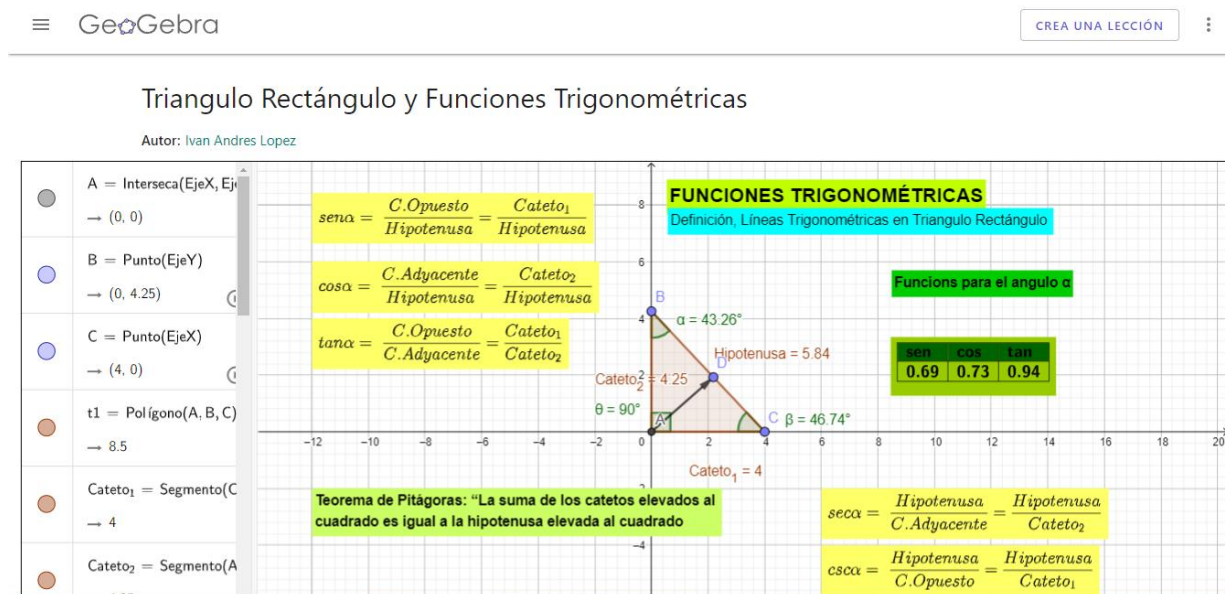 GeoGebra
CREA UNA LECCIÓN
Triangulo Rectángulo y Funciones Trigonométricas
Autor: Ivan Andres Lopez
A = Interseca(EjeX, Eje
→ (0, 0)
B = Punto(EjeY)
→ (0, 4.25)
C = Punto(EjeX)
→ (4, 0)
t1 = Polígono(A, B, C)
→ 8.5
Cateto₁ = Segmento(C
→ 4
Cateto₂ = Segmento(A
senα = C.Opuesto / Hipotenusa = Cateto₁ / Hipotenusa
cosα = C.Adyacente / Hipotenusa = Cateto₂ / Hipotenusa
tanα = C.Opuesto / C.Adyacente = Cateto₁ / Cateto₂
FUNCIONES TRIGONOMÉTRICAS
Definición, Líneas Trigonométricas en Triangulo Rectángulo
Funcions para el angulo α
sen cos tan
0.69 0.73 0.94
8
6
4
2
B
α = 43.26°
Hipotenusa = 5.84
D
Cateto₂ = 4.25
θ = 90°
A
C β = 46.74°
−12 −10 −8 −6 −4 −2 0 2 4 6 8 10 12 14 16 18 20
Cateto₁ = 4
−4
Teorema de Pitágoras: “La suma de los catetos elevados al
cuadrado es igual a la hipotenusa elevada al cuadrado
secα = Hipotenusa / C.Adyacente = Hipotenusa / Cateto₂
cscα = Hipotenusa / C.Opuesto = Hipotenusa / Cateto₁